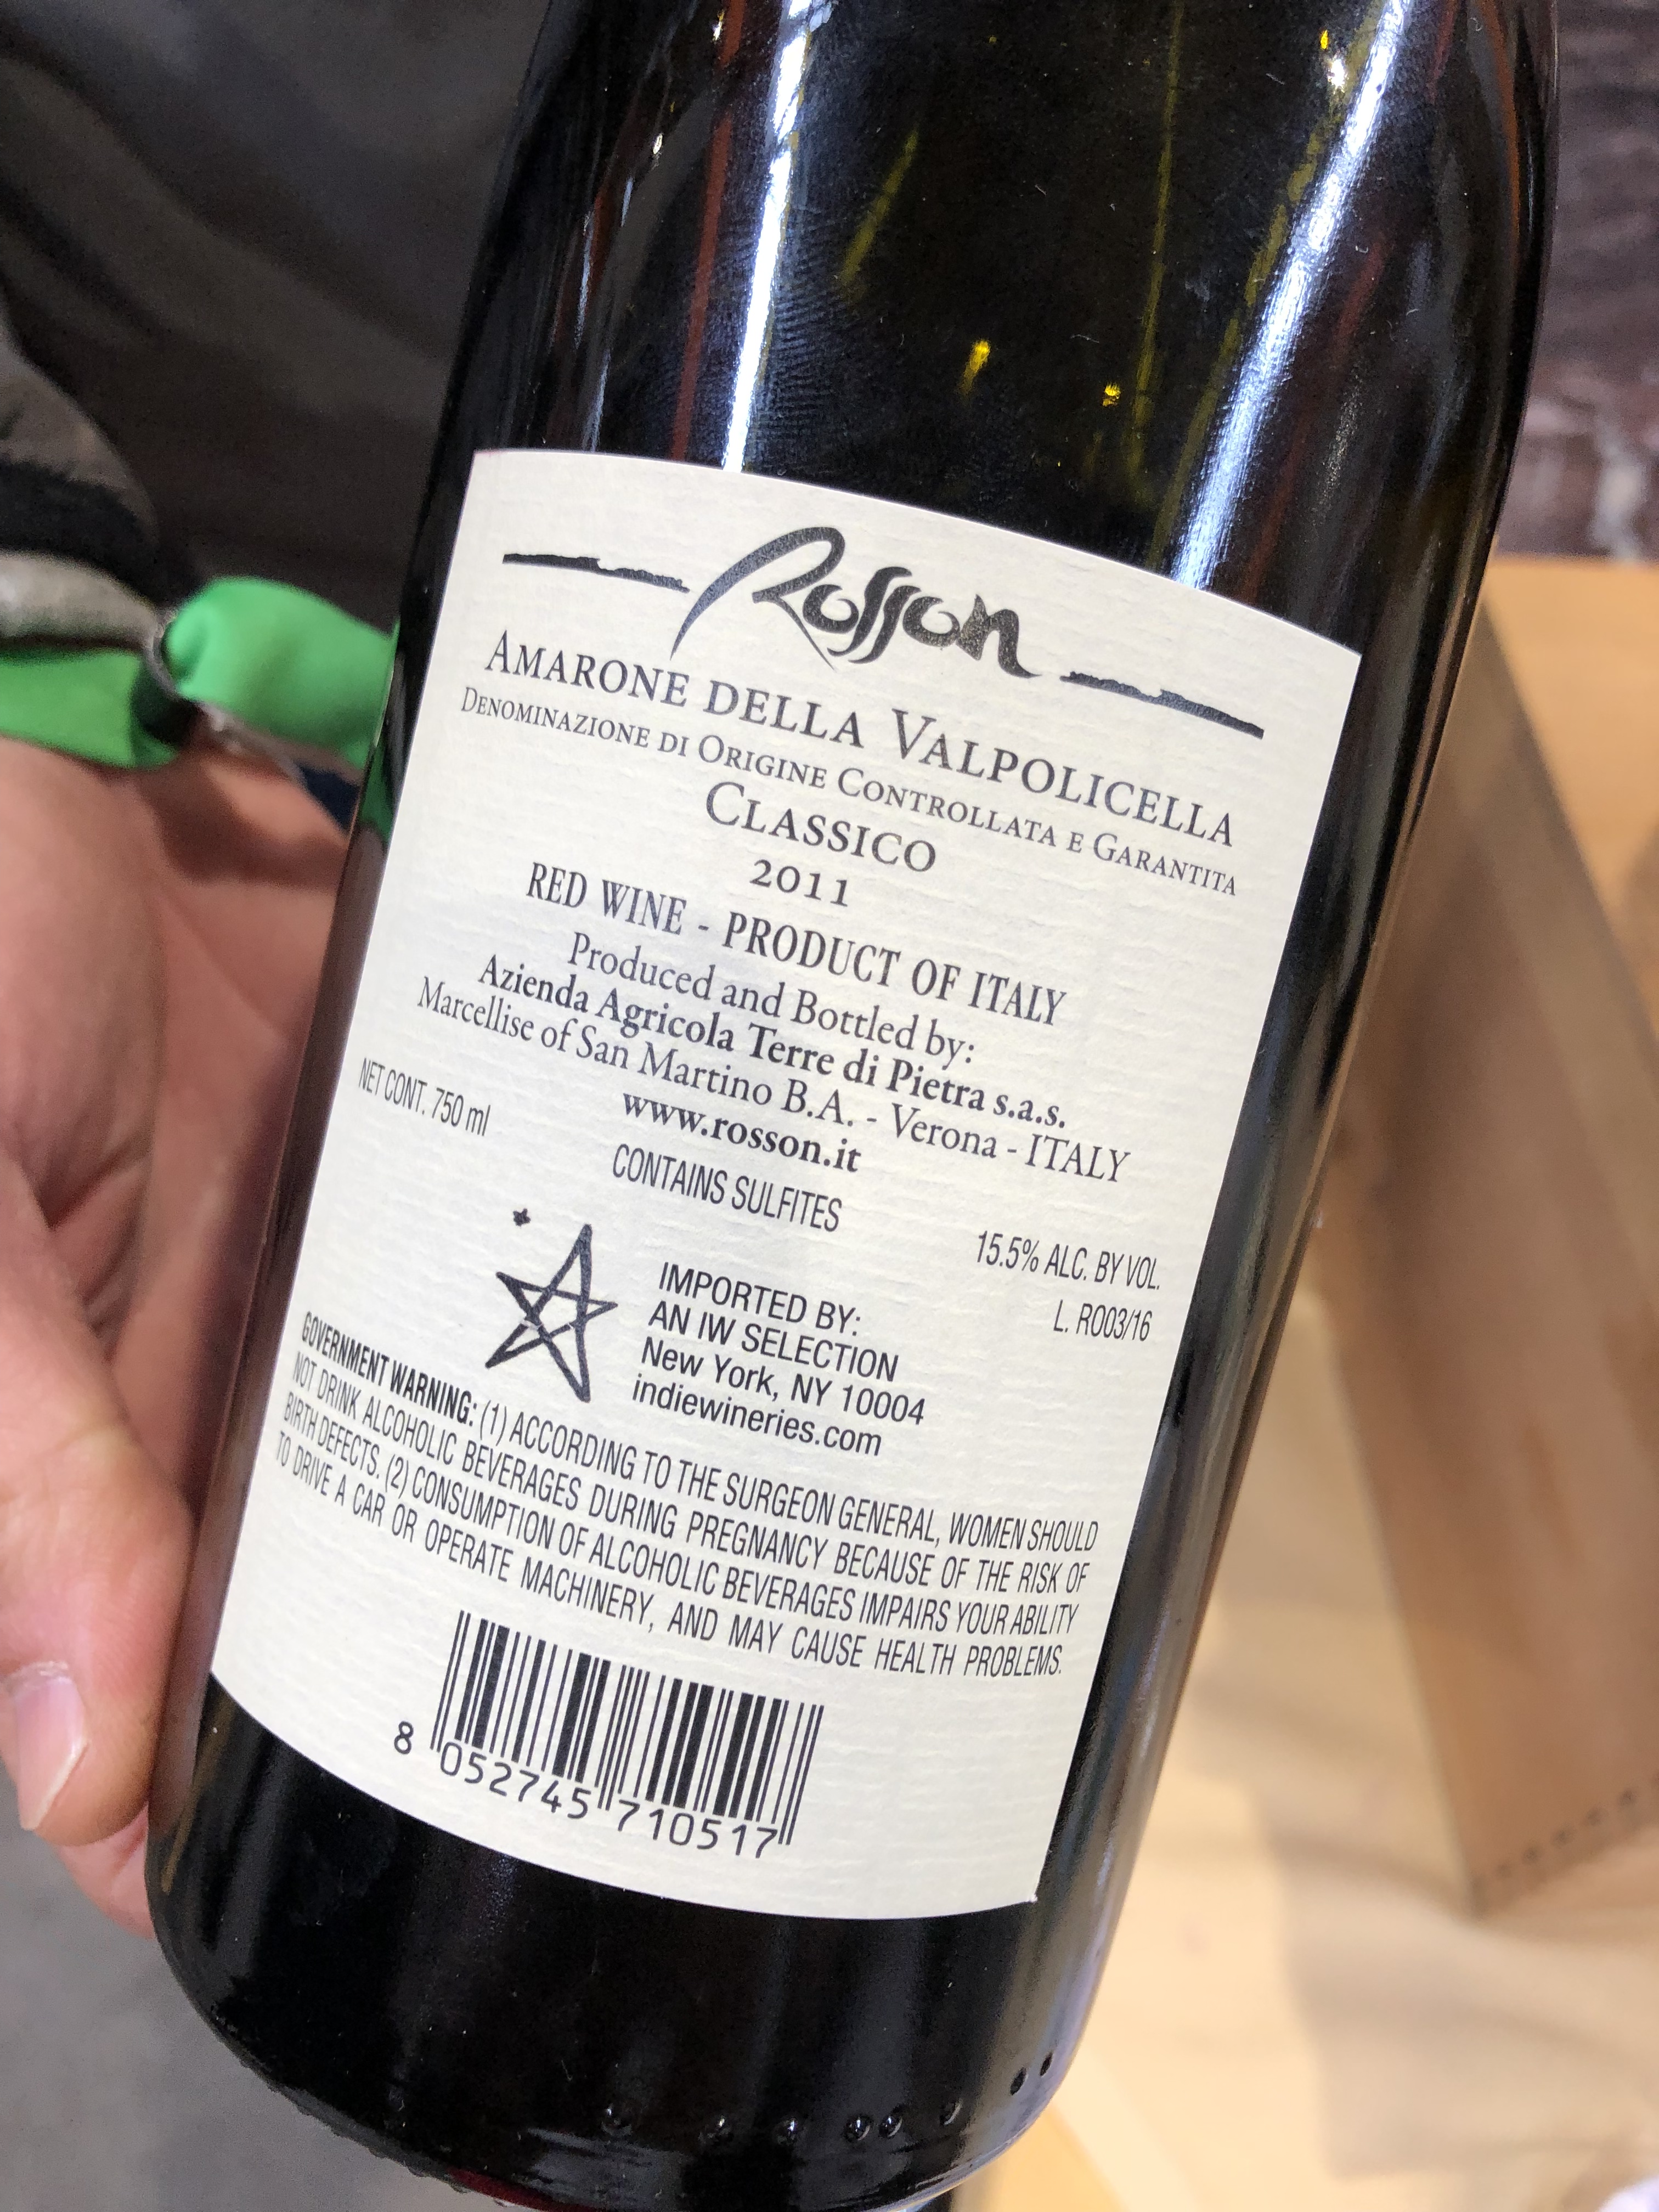 Rosson
AMARONE DELLA VALPOLICELLA
DENOMINAZIONE DI ORIGINE CONTROLLATA E GARANTITA
CLASSICO
2011
RED WINE - PRODUCT OF ITALY
Produced and Bottled by:
Azienda Agricola Terre di Pietra s.a.s.
Marcellise of San Martino B.A. - Verona - ITALY
www.rosson.it
NET CONT. 750 ml
CONTAINS SULFITES
15.5% ALC. BY VOL.
L. RO03/16
IMPORTED BY:
AN IW SELECTION
New York, NY 10004
indiewineries.com
GOVERNMENT WARNING: (1) ACCORDING TO THE SURGEON GENERAL, WOMEN SHOULD
NOT DRINK ALCOHOLIC BEVERAGES DURING PREGNANCY BECAUSE OF THE RISK OF
BIRTH DEFECTS. (2) CONSUMPTION OF ALCOHOLIC BEVERAGES IMPAIRS YOUR ABILITY
TO DRIVE A CAR OR OPERATE MACHINERY, AND MAY CAUSE HEALTH PROBLEMS.
8 052745 710517